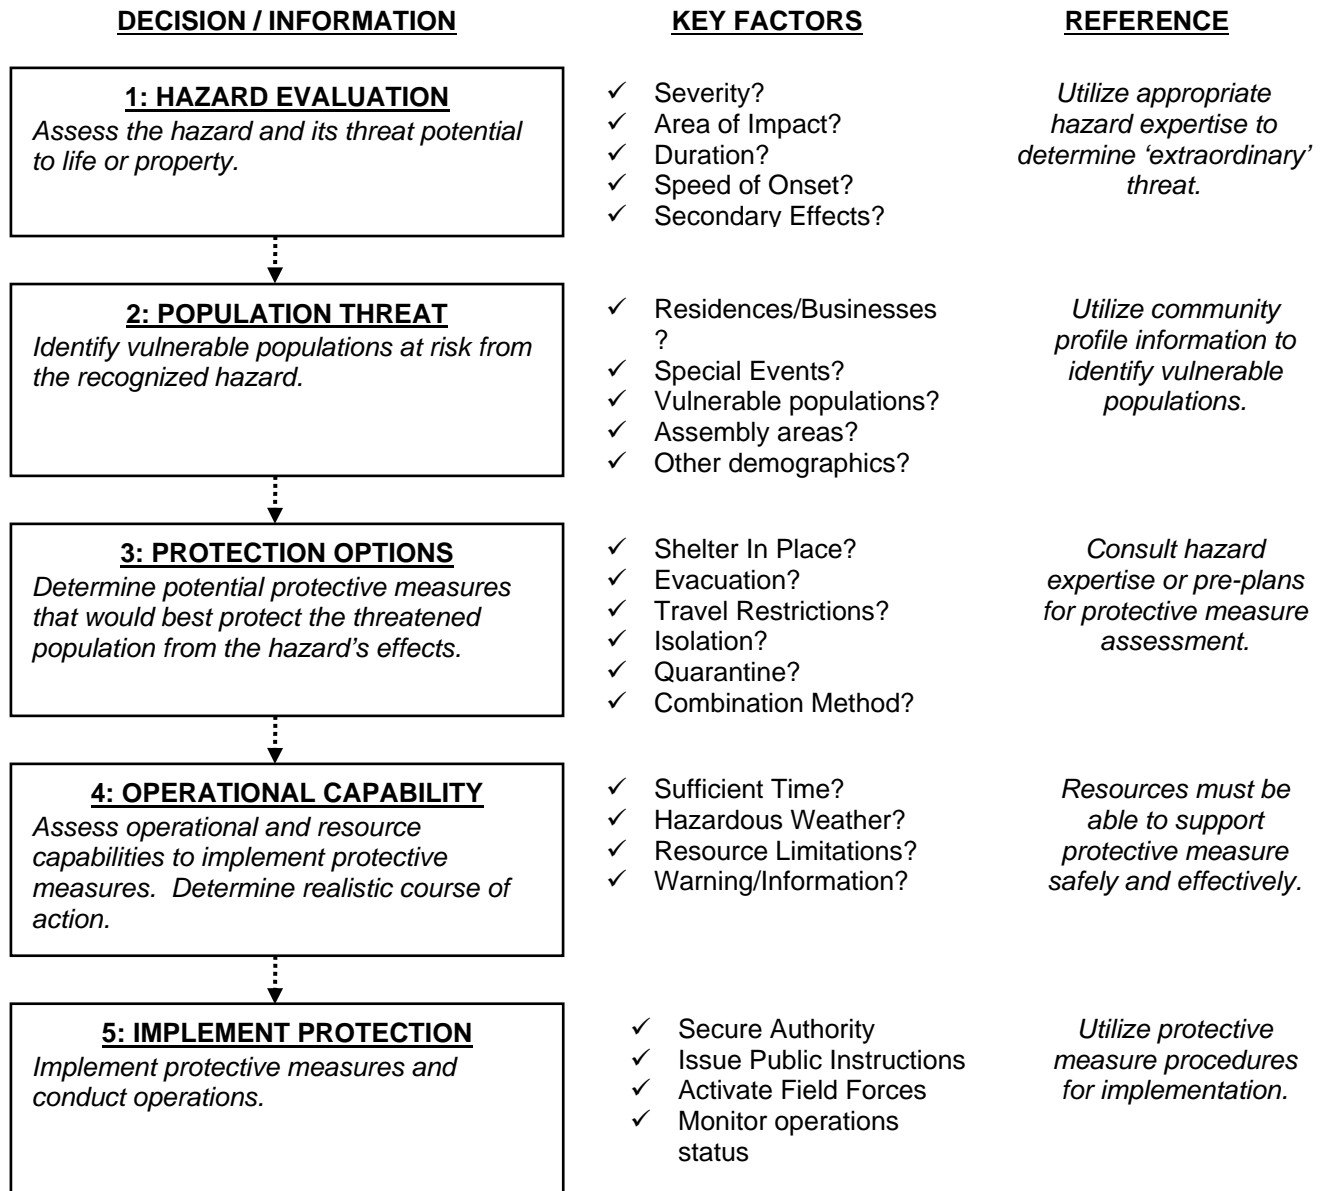 DECISION / INFORMATION
KEY FACTORS
REFERENCE
1: HAZARD EVALUATION
Assess the hazard and its threat potential
to life or property.
✓ Severity?
✓ Area of Impact?
✓ Duration?
✓ Speed of Onset?
✓ Secondary Effects?
Utilize appropriate
hazard expertise to
determine ‘extraordinary’
threat.
2: POPULATION THREAT
Identify vulnerable populations at risk from
the recognized hazard.
✓ Residences/Businesses
?
✓ Special Events?
✓ Vulnerable populations?
✓ Assembly areas?
✓ Other demographics?
Utilize community
profile information to
identify vulnerable
populations.
3: PROTECTION OPTIONS
Determine potential protective measures
that would best protect the threatened
population from the hazard’s effects.
✓ Shelter In Place?
✓ Evacuation?
✓ Travel Restrictions?
✓ Isolation?
✓ Quarantine?
✓ Combination Method?
Consult hazard
expertise or pre-plans
for protective measure
assessment.
4: OPERATIONAL CAPABILITY
Assess operational and resource
capabilities to implement protective
measures.  Determine realistic course of
action.
✓ Sufficient Time?
✓ Hazardous Weather?
✓ Resource Limitations?
✓ Warning/Information?
Resources must be
able to support
protective measure
safely and effectively.
5: IMPLEMENT PROTECTION
Implement protective measures and
conduct operations.
✓ Secure Authority
✓ Issue Public Instructions
✓ Activate Field Forces
✓ Monitor operations
status
Utilize protective
measure procedures
for implementation.